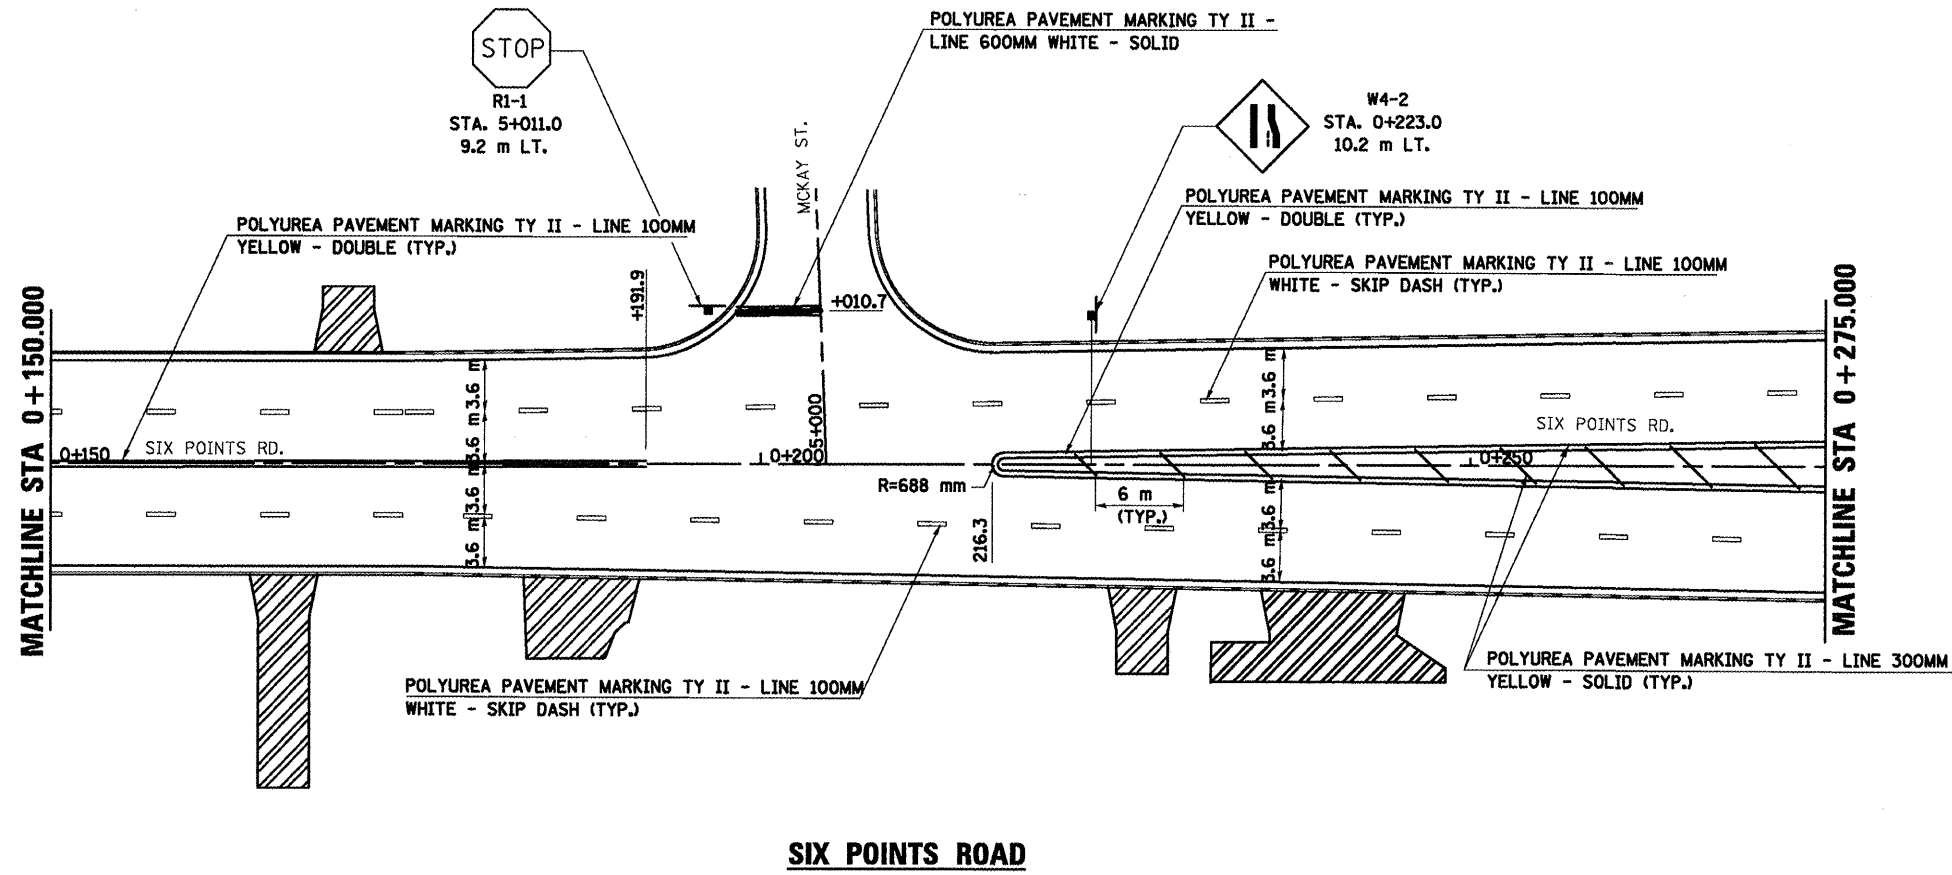 POLYUREA PAVEMENT MARKING TY II -
LINE 600MM WHITE - SOLID
STOP
R1-1
STA. 5+011.0
9.2 m LT.
W4-2
STA. 0+223.0
10.2 m LT.
MCKAY ST.
POLYUREA PAVEMENT MARKING TY II - LINE 100MM
YELLOW - DOUBLE (TYP.)
POLYUREA PAVEMENT MARKING TY II - LINE 100MM
YELLOW - DOUBLE (TYP.)
POLYUREA PAVEMENT MARKING TY II - LINE 100MM
WHITE - SKIP DASH (TYP.)
+191.9
+010.7
MATCHLINE STA 0+150.000
MATCHLINE STA 0+275.000
3.6 m
3.6 m
3.6 m
3.6 m
3.6 m
3.6 m
3.6 m
3.6 m
5+000
0+150
SIX POINTS RD.
0+200
SIX POINTS RD.
0+250
R=688 mm
6 m
(TYP.)
216.3
POLYUREA PAVEMENT MARKING TY II - LINE 300MM
YELLOW - SOLID (TYP.)
POLYUREA PAVEMENT MARKING TY II - LINE 100MM
WHITE - SKIP DASH (TYP.)
SIX POINTS ROAD